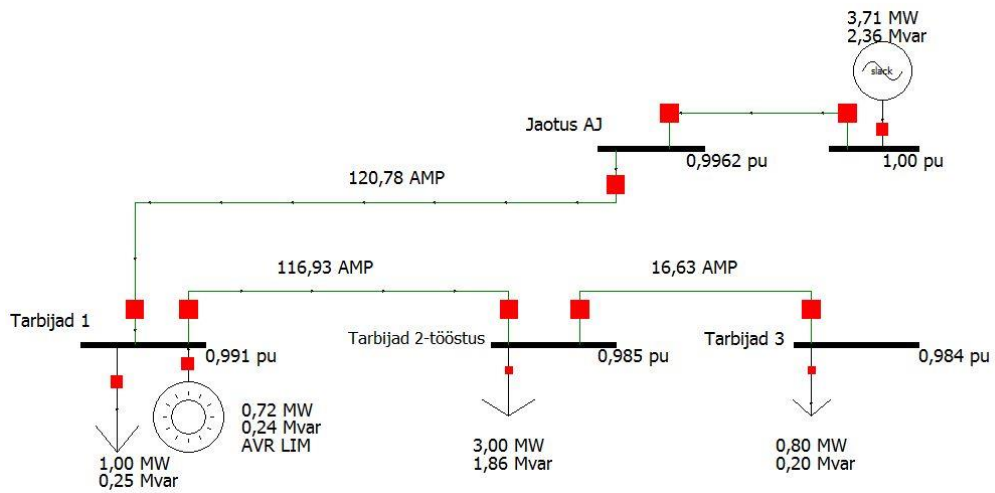 3,71 MW
2,36 Mvar
slack
Jaotus AJ
0,9962 pu
1,00 pu
120,78 AMP
116,93 AMP
16,63 AMP
Tarbijad 1
Tarbijad 2-tööstus
Tarbijad 3
0,991 pu
0,985 pu
0,984 pu
0,72 MW
0,24 Mvar
AVR LIM
1,00 MW
0,25 Mvar
3,00 MW
1,86 Mvar
0,80 MW
0,20 Mvar